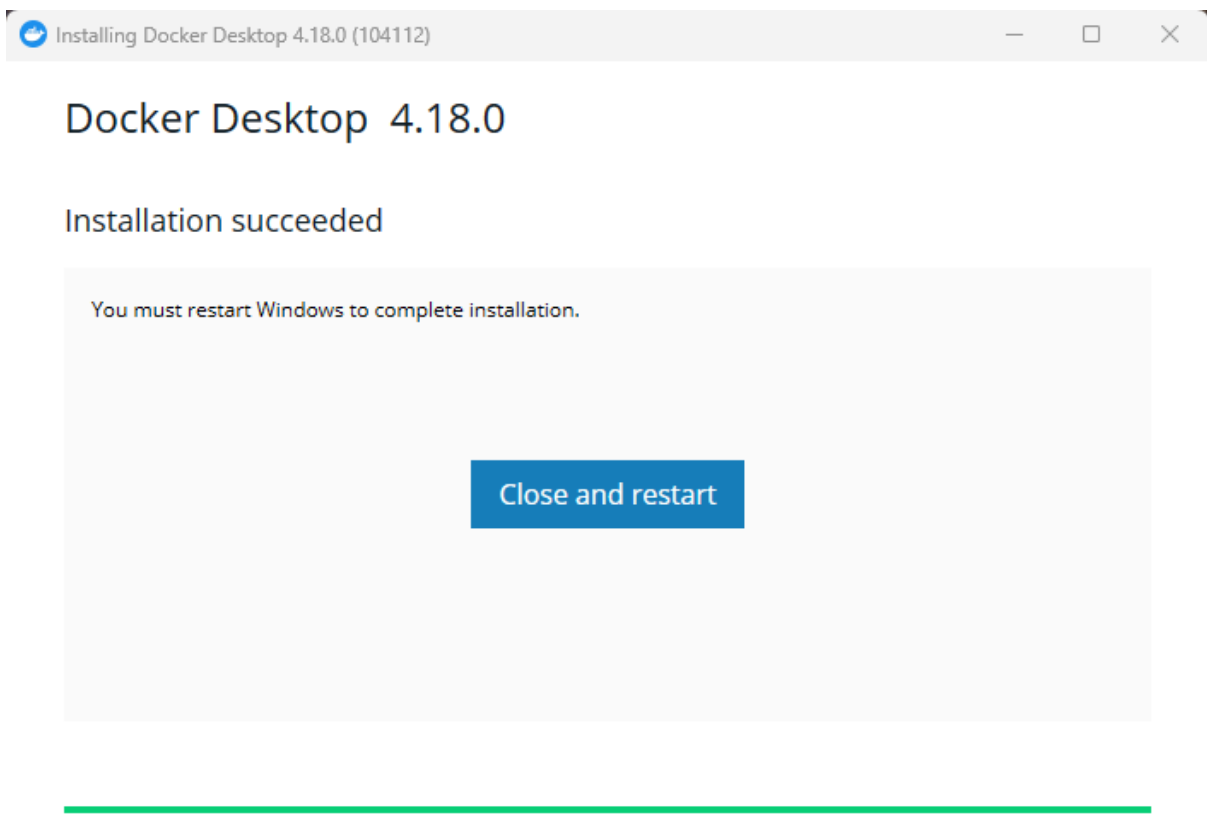 Installing Docker Desktop 4.18.0 (104112)
Docker Desktop 4.18.0
Installation succeeded
You must restart Windows to complete installation.
Close and restart